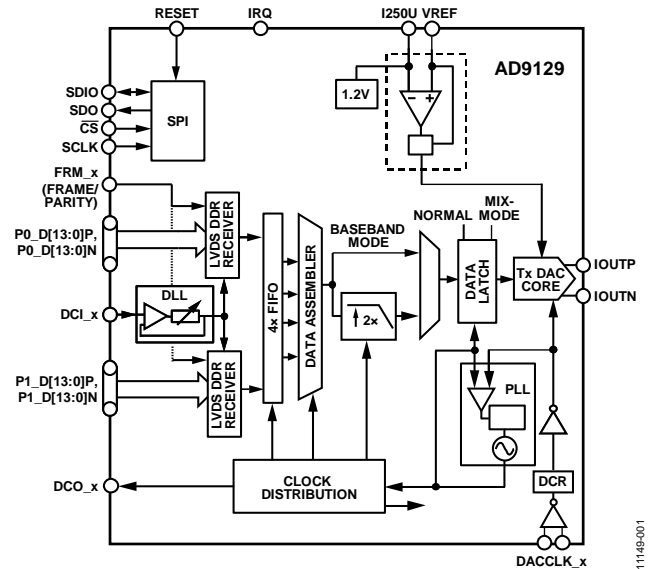 RESET
IRQ
I250U VREF
AD9129
1.2V
SDIO
SDO
CS
SCLK
SPI
FRM_x
(FRAME/
PARITY)
P0_D[13:0]P,
P0_D[13:0]N
LVDS DDR
RECEIVER
DLL
DCI_x
P1_D[13:0]P,
P1_D[13:0]N
LVDS DDR
RECEIVER
4× FIFO
DATA ASSEMBLER
BASEBAND
MODE
2×
NORMAL
MIX-
MODE
DATA
LATCH
Tx DAC
CORE
IOUTP
IOUTN
PLL
DCO_x
CLOCK
DISTRIBUTION
DCR
DACCLK_x
11149-001
− +